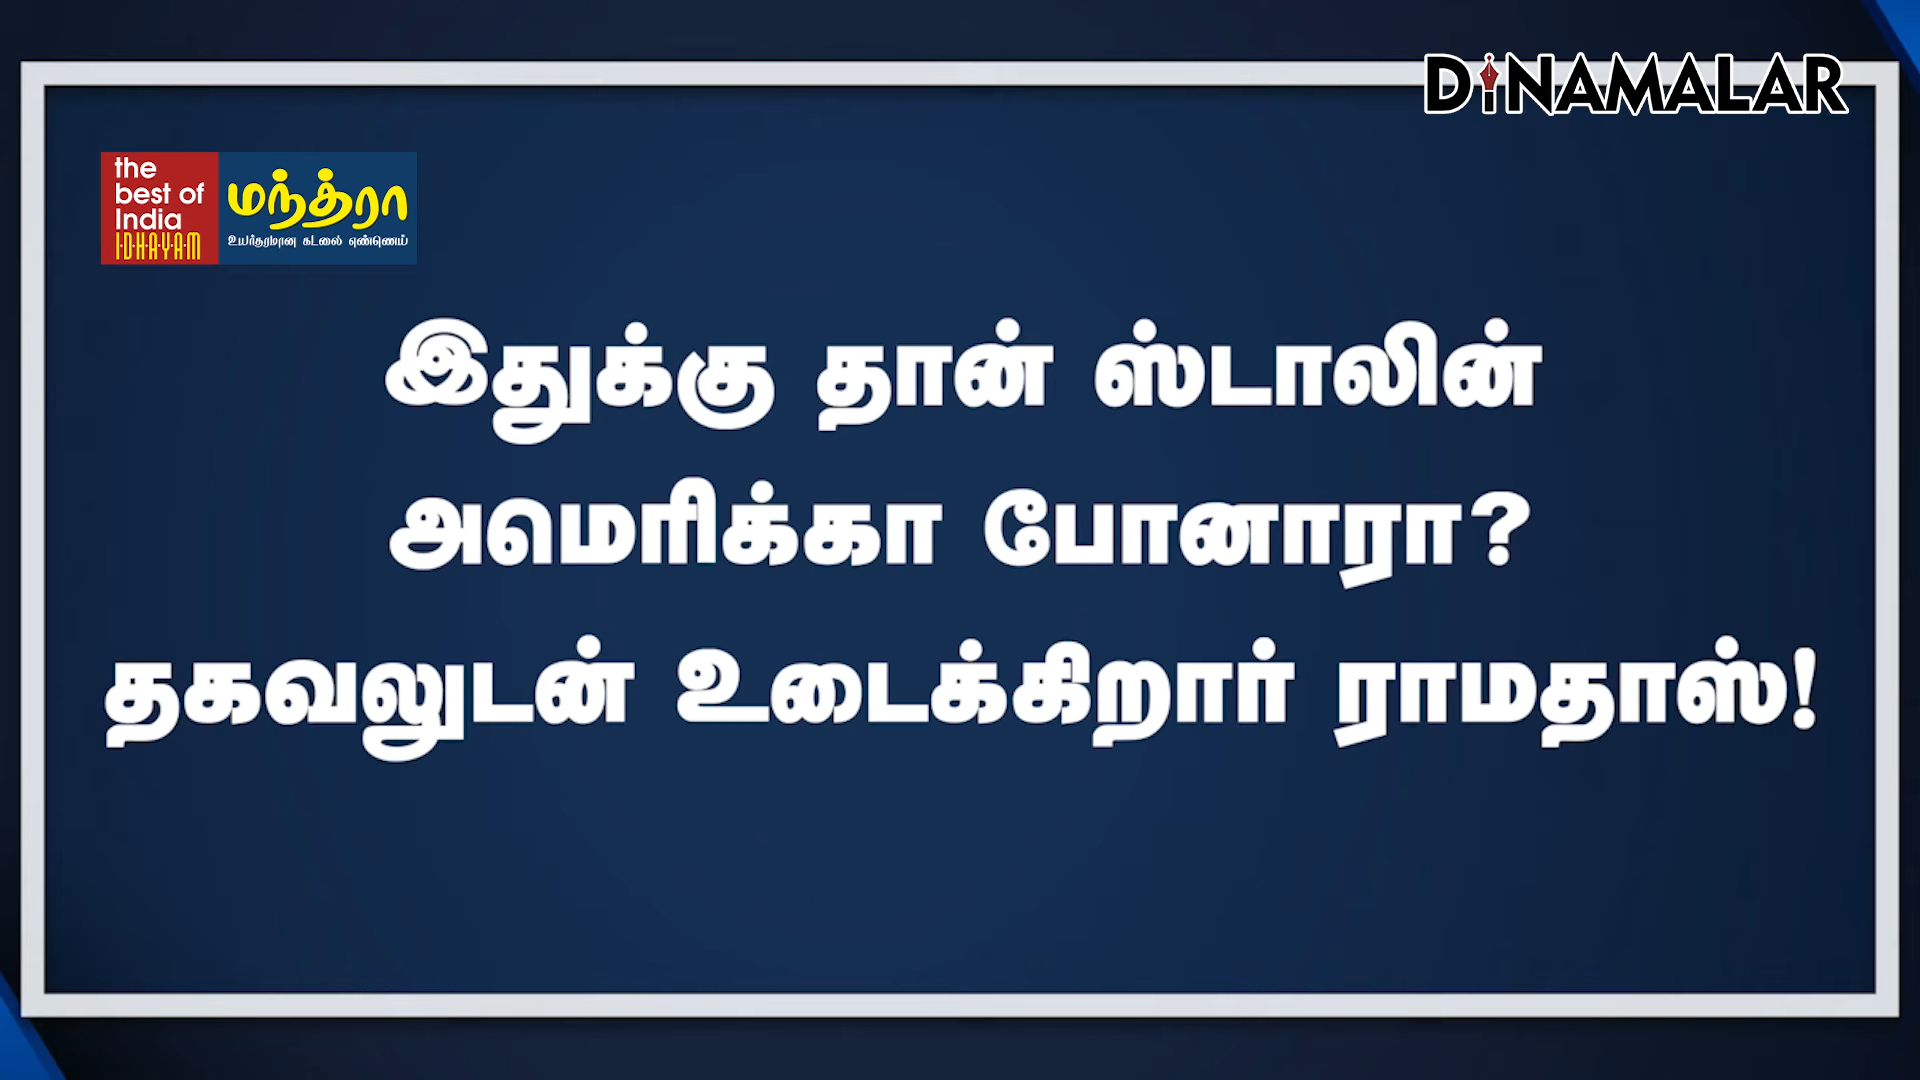 DINAMALAR
the
best of
India
IDHAYAM
மந்த்ரா
உயர்தரமான கடலை எண்ணெய்
இதுக்கு தான் ஸ்டாலின்
அமெரிக்கா போனாரா?
தகவலுடன் உடைக்கிறார் ராமதாஸ்!